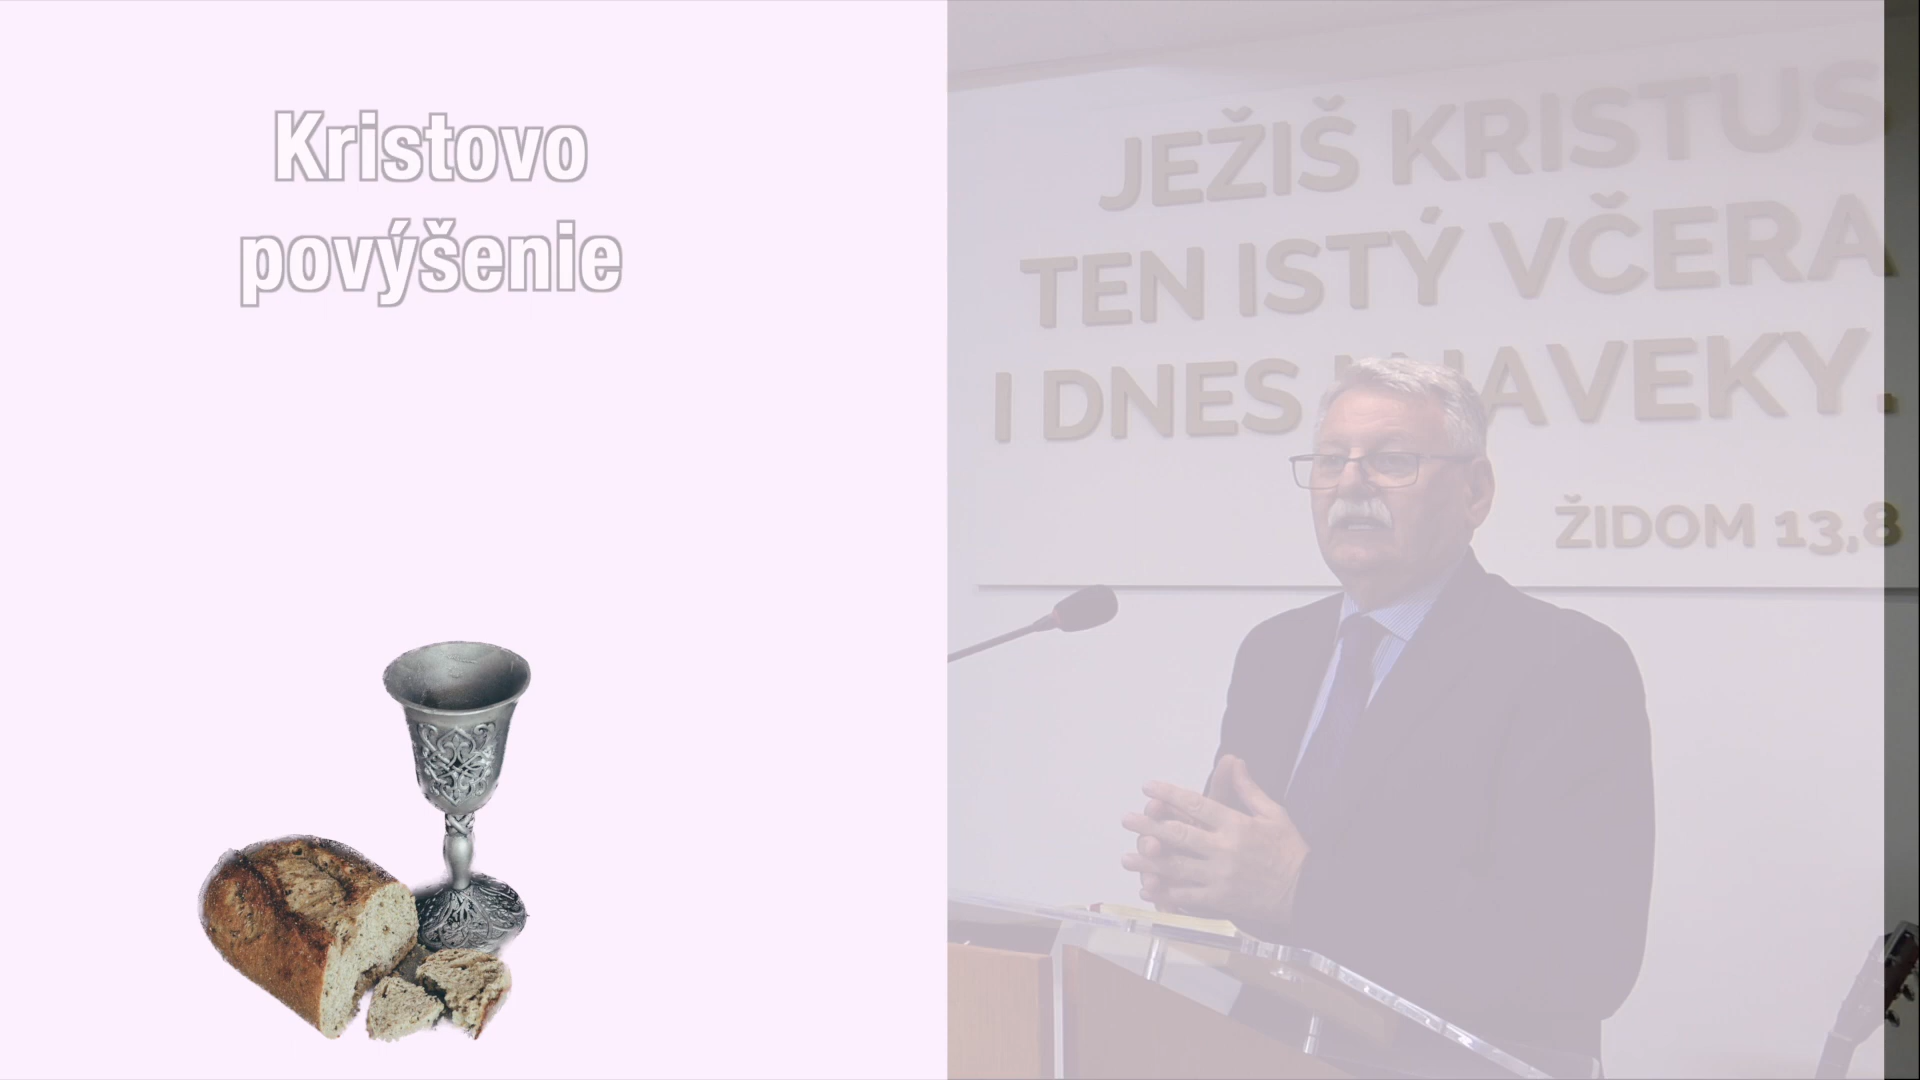 Kristovo
povýšenie
JEŽIŠ KRISTUS
TEN ISTÝ VČERA
I DNES AVEKY.
ŽIDOM 13,8